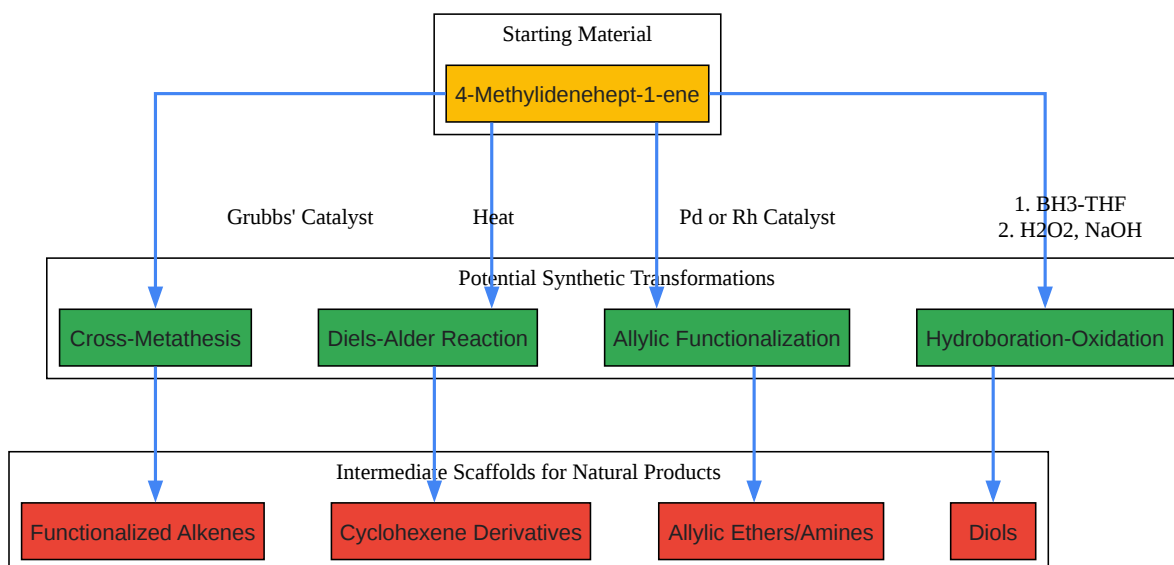 Starting Material
4-Methylidenehept-1-ene
Grubbs' Catalyst
Heat
Pd or Rh Catalyst
1. BH3-THF
2. H2O2, NaOH
Potential Synthetic Transformations
Cross-Metathesis
Diels-Alder Reaction
Allylic Functionalization
Hydroboration-Oxidation
Intermediate Scaffolds for Natural Products
Functionalized Alkenes
Cyclohexene Derivatives
Allylic Ethers/Amines
Diols